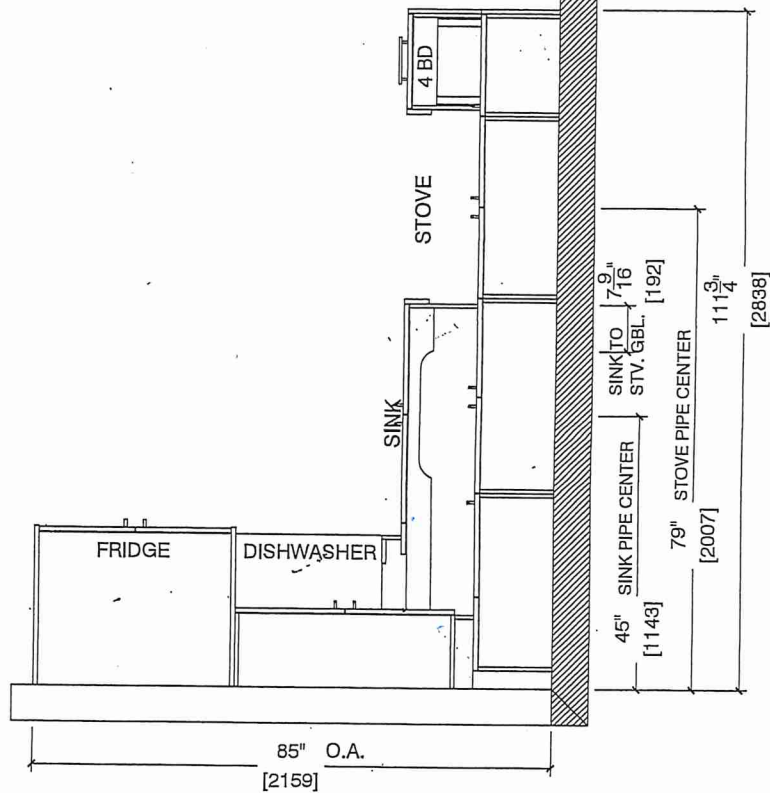 4 BD
STOVE
SINK
FRIDGE
DISHWASHER
7 9/16"
[192]
SINK TO
STV. GBL.
111 3/4"
[2838]
79" STOVE PIPE CENTER
[2007]
45" SINK PIPE CENTER
[1143]
85" O.A.
[2159]